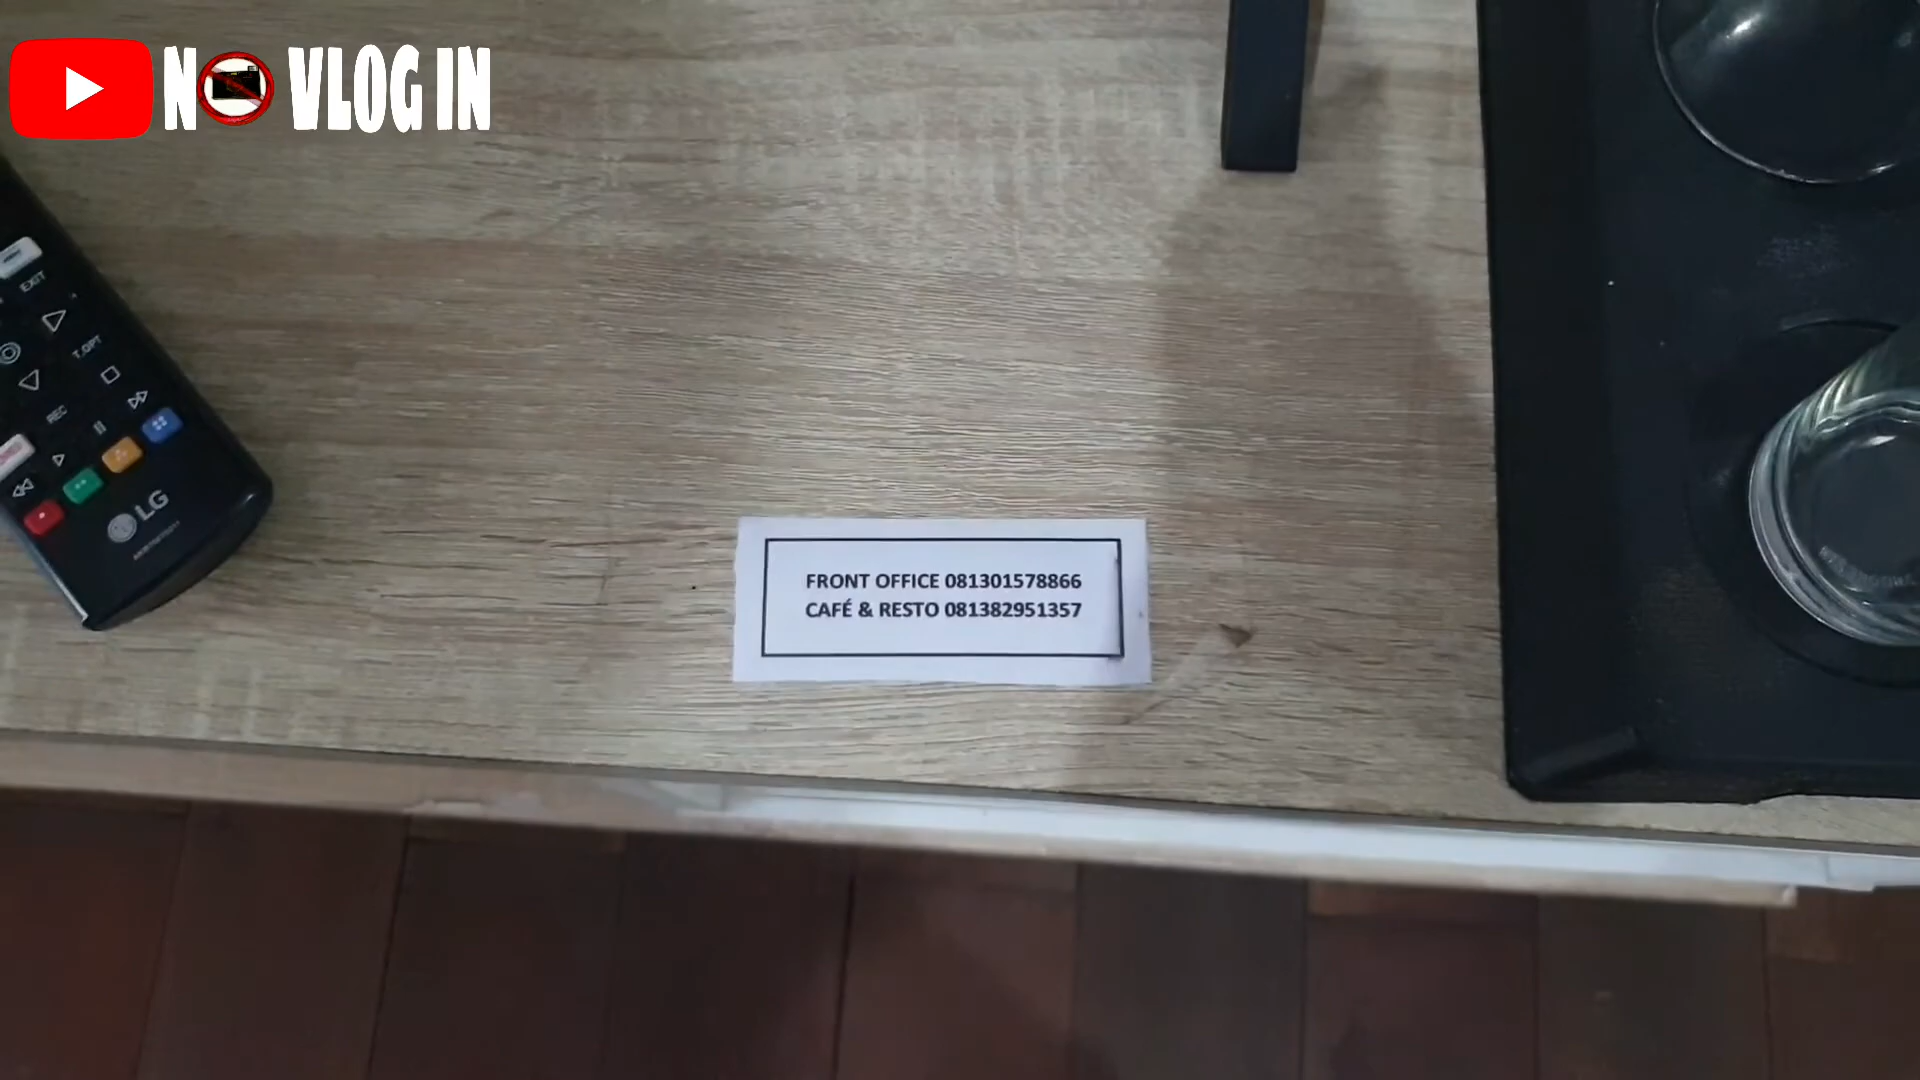 NO VLOG IN
EXIT
T.OPT
REC
LG
FRONT OFFICE 081301578866
CAFÉ & RESTO 081382951357